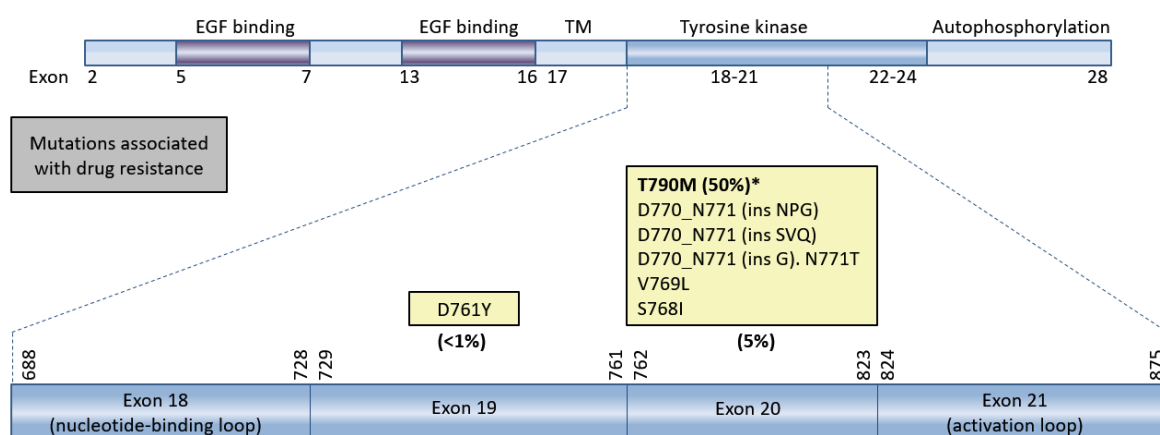 EGF binding EGF binding TM Tyrosine kinase Autophosphorylation
Exon 2 5 7 13 16 17 18-21 22-24 28
Mutations associated
with drug resistance
T790M (50%)*
D770_N771 (ins NPG)
D770_N771 (ins SVQ)
D770_N771 (ins G). N771T
V769L
S768I
D761Y
(<1%) (5%)
688 728 729 761 762 823 824 875
Exon 18
(nucleotide-binding loop)
Exon 19
Exon 20
Exon 21
(activation loop)